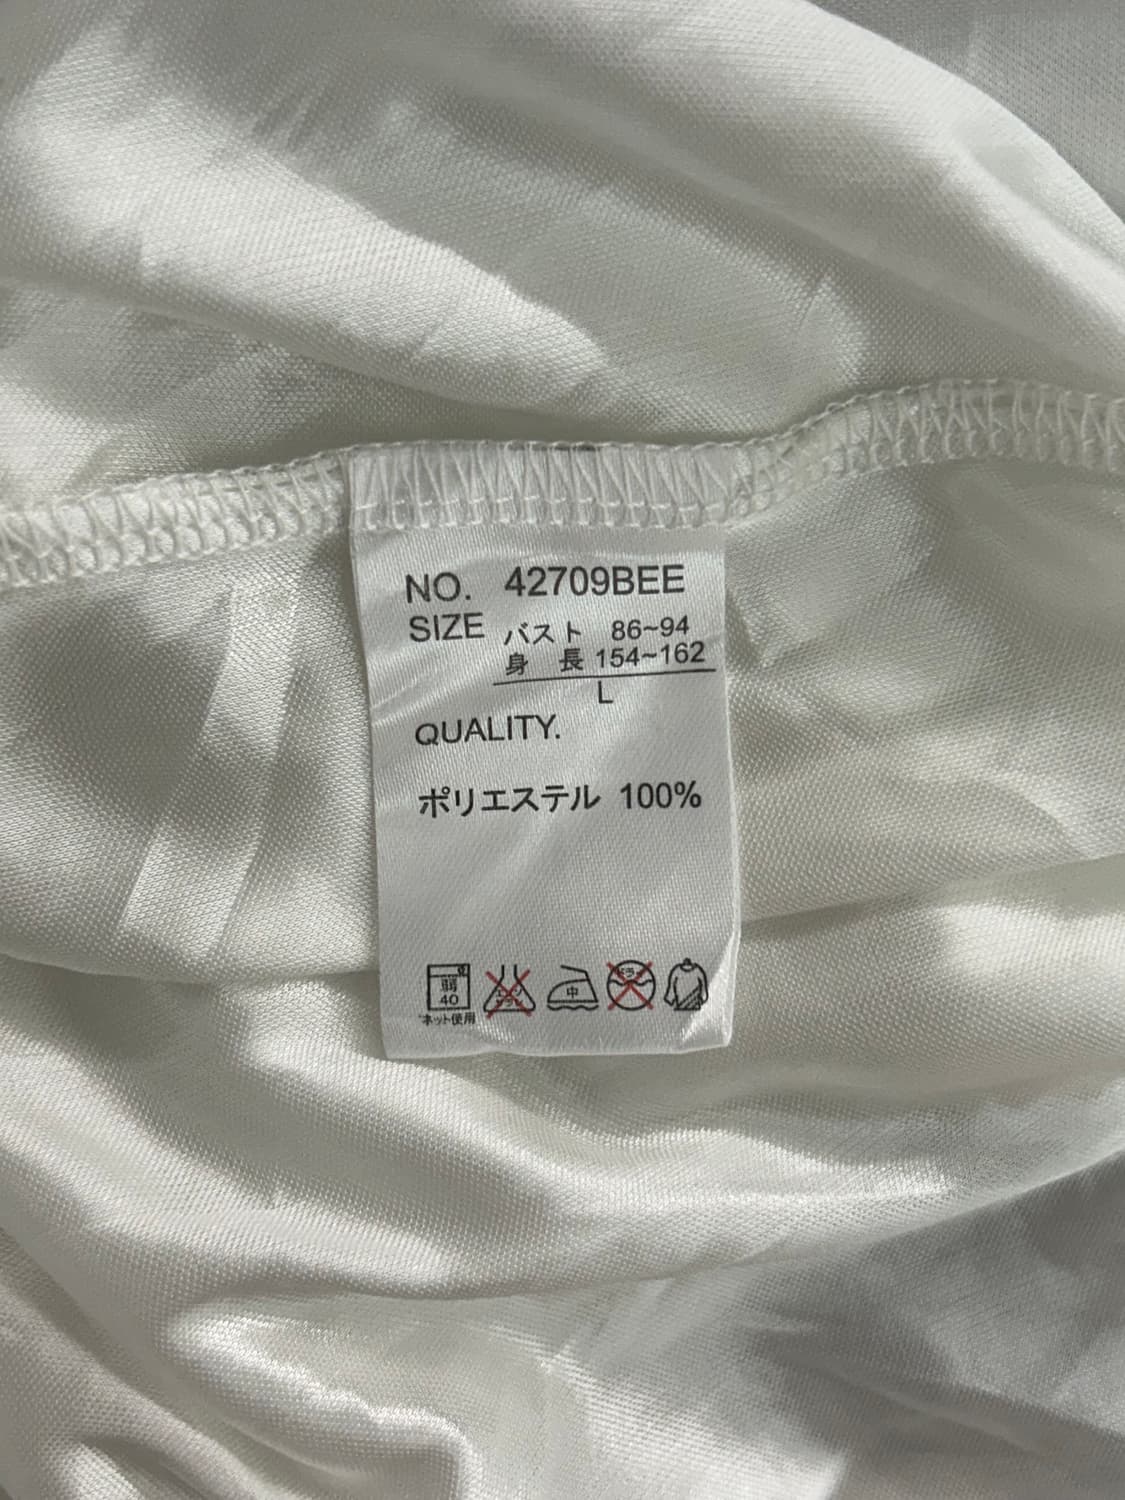 NO. 42709BEE
SIZE バスト 86~94
身 長 154~162
L
QUALITY.
ポリエステル 100%
弱
40
中
ネット使用